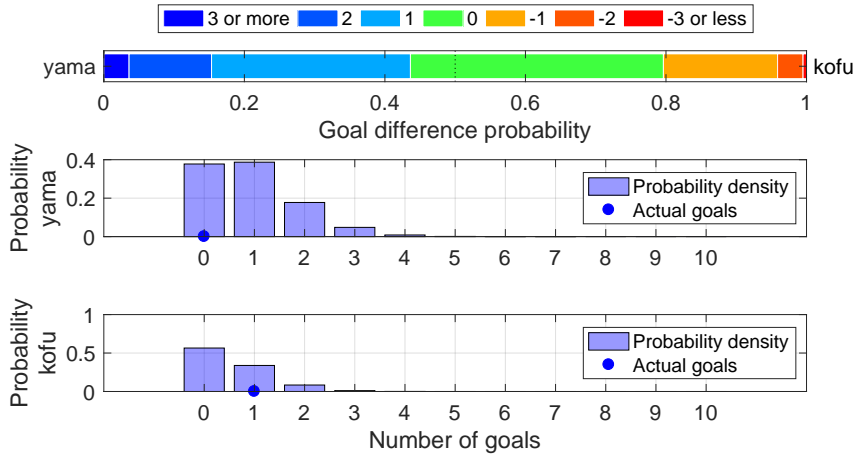 3 or more 2 1 0 -1 -2 -3 or less
yama kofu
0 0.2 0.4 0.6 0.8 1
Goal difference probability
Probability
yama
0.4
0.2
0
Probability density
Actual goals
0 1 2 3 4 5 6 7 8 9 10
Probability
kofu
1
0.5
0
Probability density
Actual goals
0 1 2 3 4 5 6 7 8 9 10
Number of goals